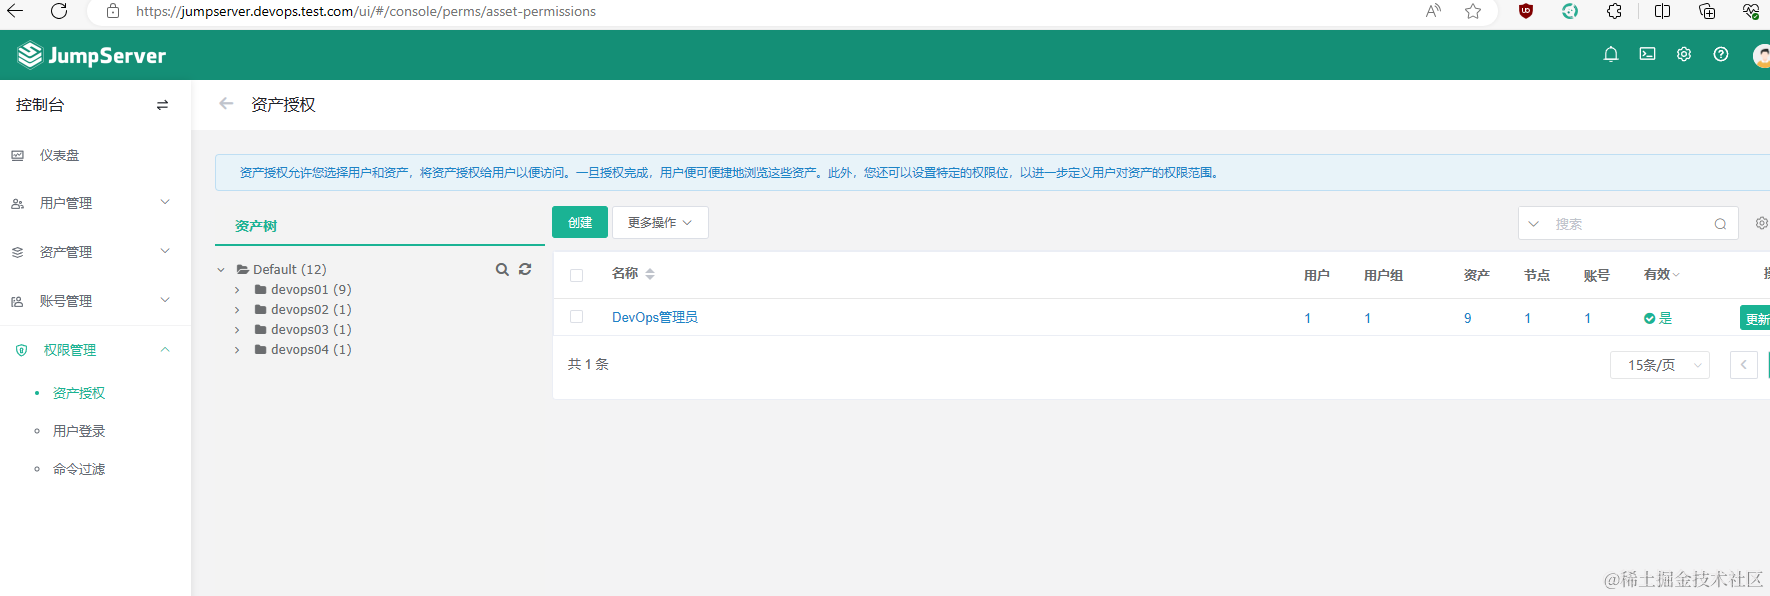 https://jumpserver.devops.test.com/ui/#/console/perms/asset-permissions
JumpServer
控制台
资产授权
仪表盘
用户管理
资产管理
账号管理
权限管理
资产授权
用户登录
命令过滤
资产授权允许您选择用户和资产，将资产授权给用户以便访问。一旦授权完成，用户便可便捷地浏览这些资产。此外，您还可以设置特定的权限位，以进一步定义用户对资产的权限范围。
资产树
Default (12)
devops01 (9)
devops02 (1)
devops03 (1)
devops04 (1)
创建 更多操作 搜索
名称 用户 用户组 资产 节点 账号 有效
DevOps管理员 1 1 9 1 1 是 更新
共 1 条 15条/页
@稀土掘金技术社区